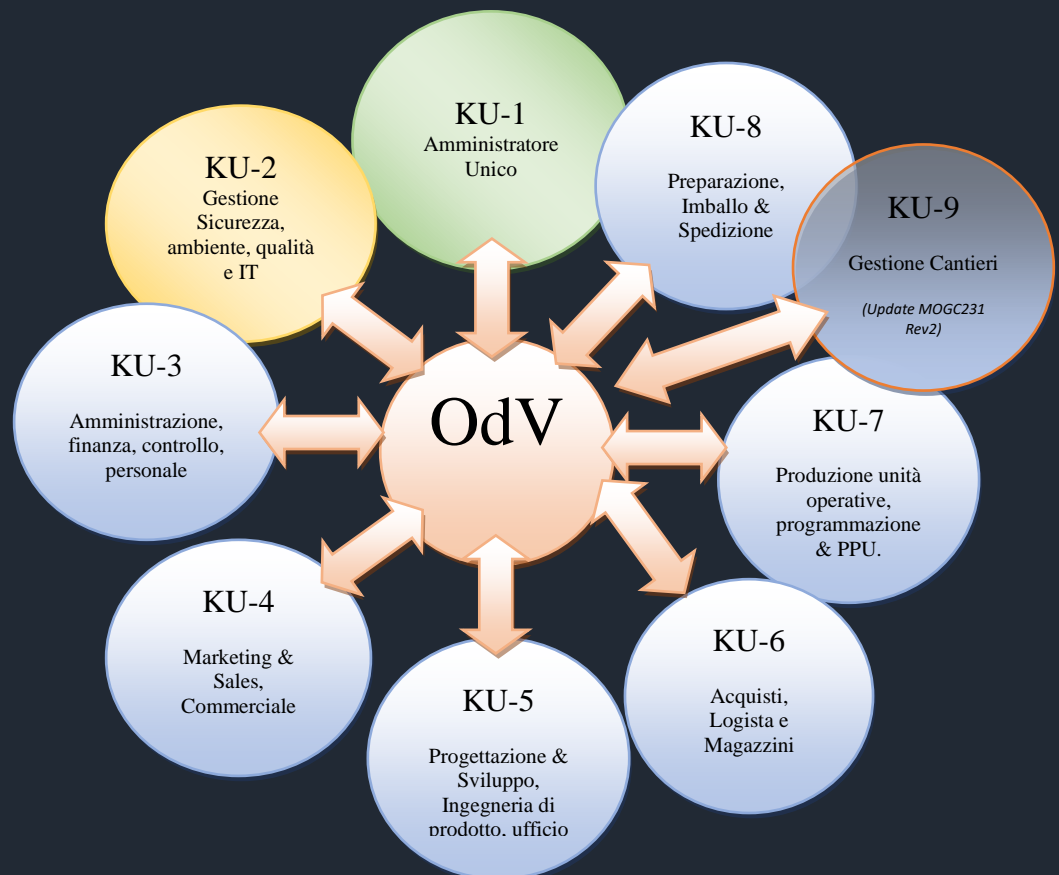 KU-1
Amministratore
Unico
KU-8
Preparazione,
Imballo &
Spedizione
KU-2
Gestione
Sicurezza,
ambiente, qualità
e IT
KU-9
Gestione Cantieri
(Update MOGC231
Rev2)
KU-3
Amministrazione,
finanza, controllo,
personale
OdV
KU-7
Produzione unità
operative,
programmazione
& PPU.
KU-4
Marketing &
Sales,
Commerciale
KU-6
Acquisti,
Logista e
Magazzini
KU-5
Progettazione &
Sviluppo,
Ingegneria di
prodotto, ufficio